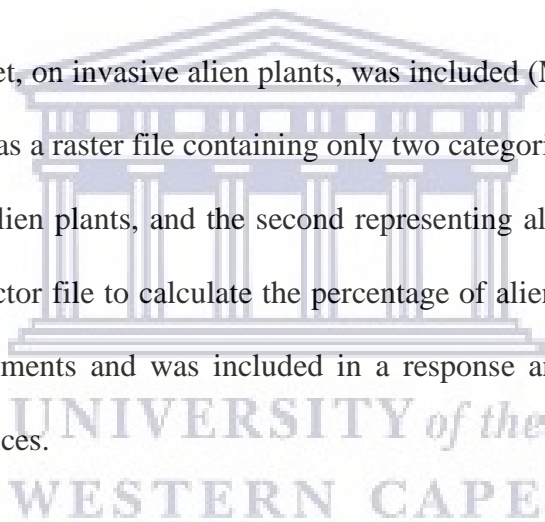 et, on invasive alien plants, was included (M
as a raster file containing only two categori
lien plants, and the second representing al
ctor file to calculate the percentage of alien
ments and was included in a response an
UNIVERSITY of the
ces.
WESTERN CAPE